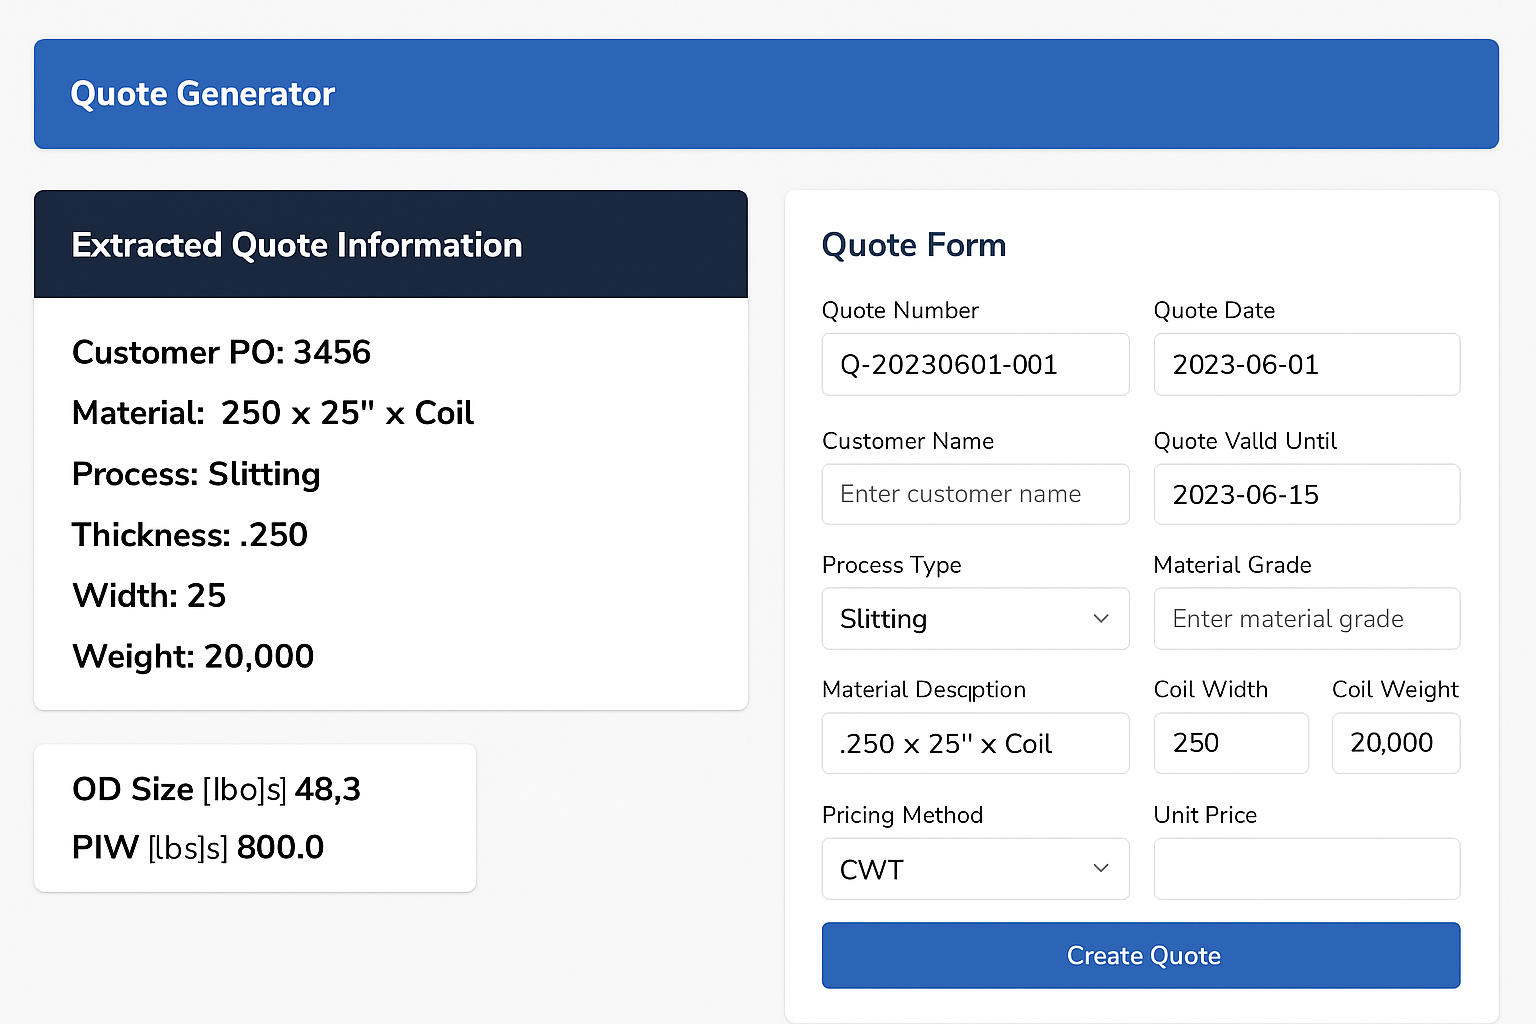 Quote Generator
Extracted Quote Information
Customer PO: 3456
Material: 250 x 25" x Coil
Process: Slitting
Thickness: .250
Width: 25
Weight: 20,000
OD Size [lbo]s] 48,3
PIW [lbs]s] 800.0
Quote Form
Quote Number
Quote Date
Q-20230601-001
2023-06-01
Customer Name
Quote Valld Until
Enter customer name
2023-06-15
Process Type
Material Grade
Slitting
Enter material grade
Material Descıption
Coil Width
Coil Weight
.250 x 25" x Coil
250
20,000
Pricing Method
Unit Price
CWT
Create Quote